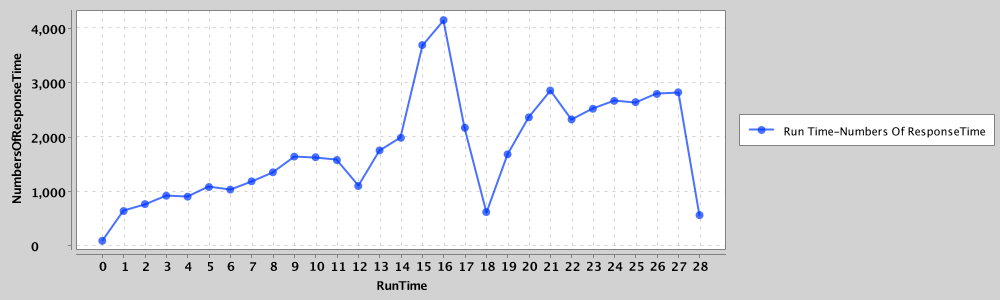 NumbersOfResponseTime
4,000
3,000
2,000
1,000
0
0 1 2 3 4 5 6 7 8 9 10 11 12 13 14 15 16 17 18 19 20 21 22 23 24 25 26 27 28
RunTime
Run Time-Numbers Of ResponseTime